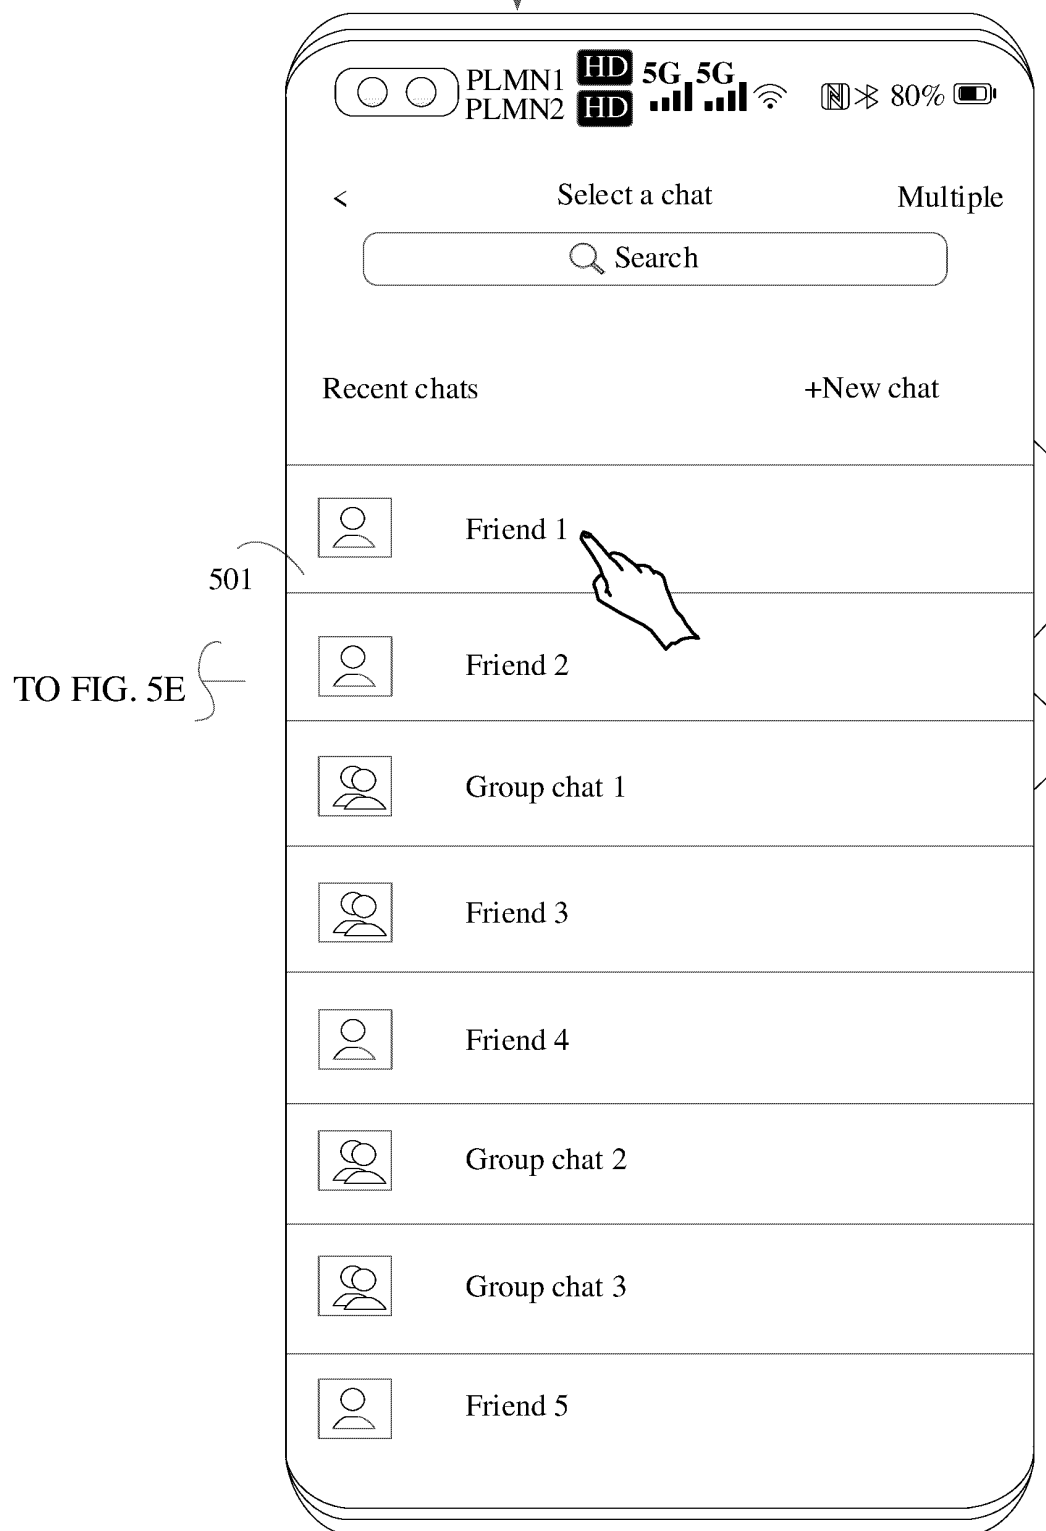 PLMN1 HD 5G 5G
PLMN2 HD 80%
< Select a chat Multiple
Search
Recent chats +New chat
Friend 1
501
Friend 2
TO FIG. 5E
Group chat 1
Friend 3
Friend 4
Group chat 2
Group chat 3
Friend 5